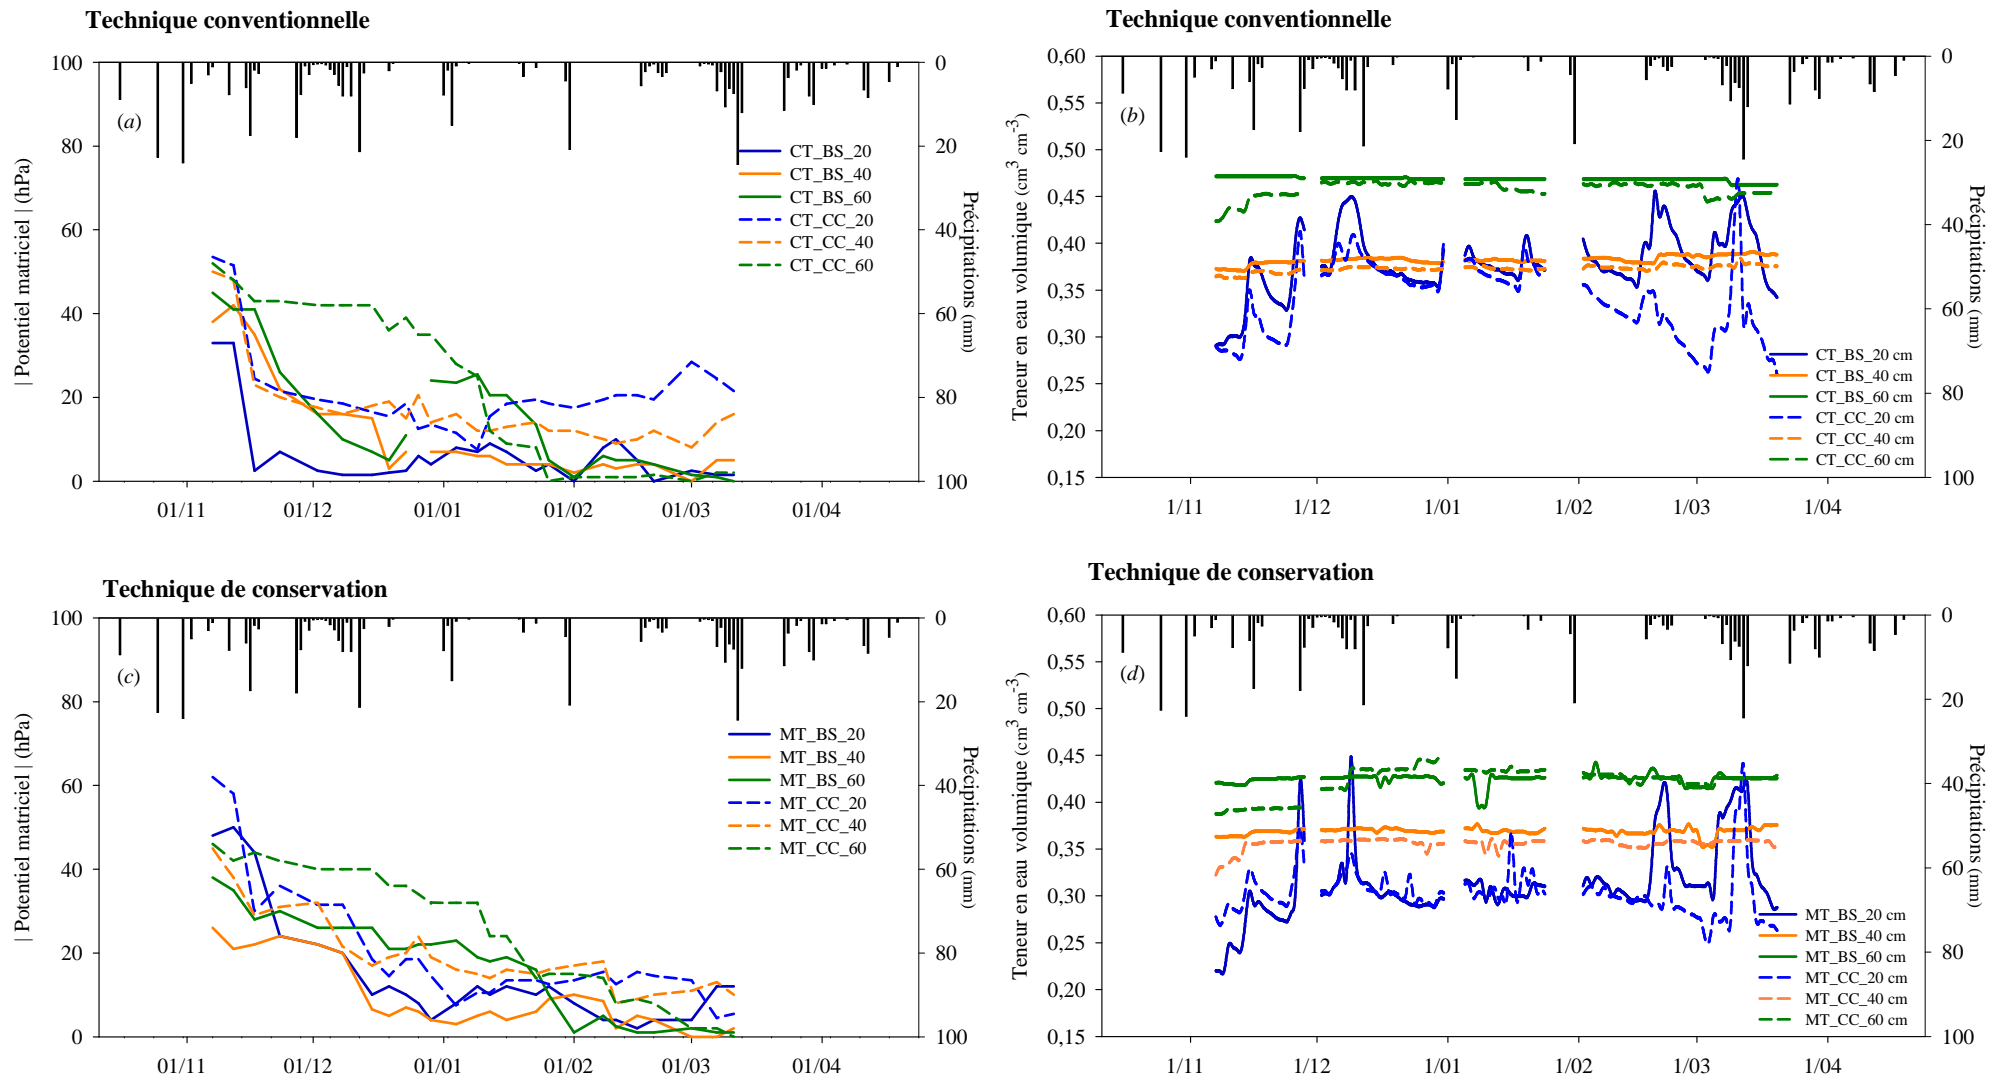 Technique conventionnelle
100
80
60
40
20
0
| Potentiel matriciel | (hPa)
(a)
CT_BS_20
CT_BS_40
CT_BS_60
CT_CC_20
CT_CC_40
CT_CC_60
0
20
40
60
80
100
Précipitations (mm)
01/11
01/12
01/01
01/02
01/03
01/04
Technique conventionnelle
0,60
0,55
0,50
0,45
0,40
0,35
0,30
0,25
0,20
0,15
Teneur en eau volumique (cm³ cm⁻³)
(b)
CT_BS_20 cm
CT_BS_40 cm
CT_BS_60 cm
CT_CC_20 cm
CT_CC_40 cm
CT_CC_60 cm
0
20
40
60
80
100
Précipitations (mm)
1/11
1/12
1/01
1/02
1/03
1/04
Technique de conservation
100
80
60
40
20
0
| Potentiel matriciel | (hPa)
(c)
MT_BS_20
MT_BS_40
MT_BS_60
MT_CC_20
MT_CC_40
MT_CC_60
0
20
40
60
80
100
Précipitations (mm)
01/11
01/12
01/01
01/02
01/03
01/04
Technique de conservation
0,60
0,55
0,50
0,45
0,40
0,35
0,30
0,25
0,20
0,15
Teneur en eau volumique (cm³ cm⁻³)
(d)
MT_BS_20 cm
MT_BS_40 cm
MT_BS_60 cm
MT_CC_20 cm
MT_CC_40 cm
MT_CC_60 cm
0
20
40
60
80
100
Précipitations (mm)
1/11
1/12
1/01
1/02
1/03
1/04